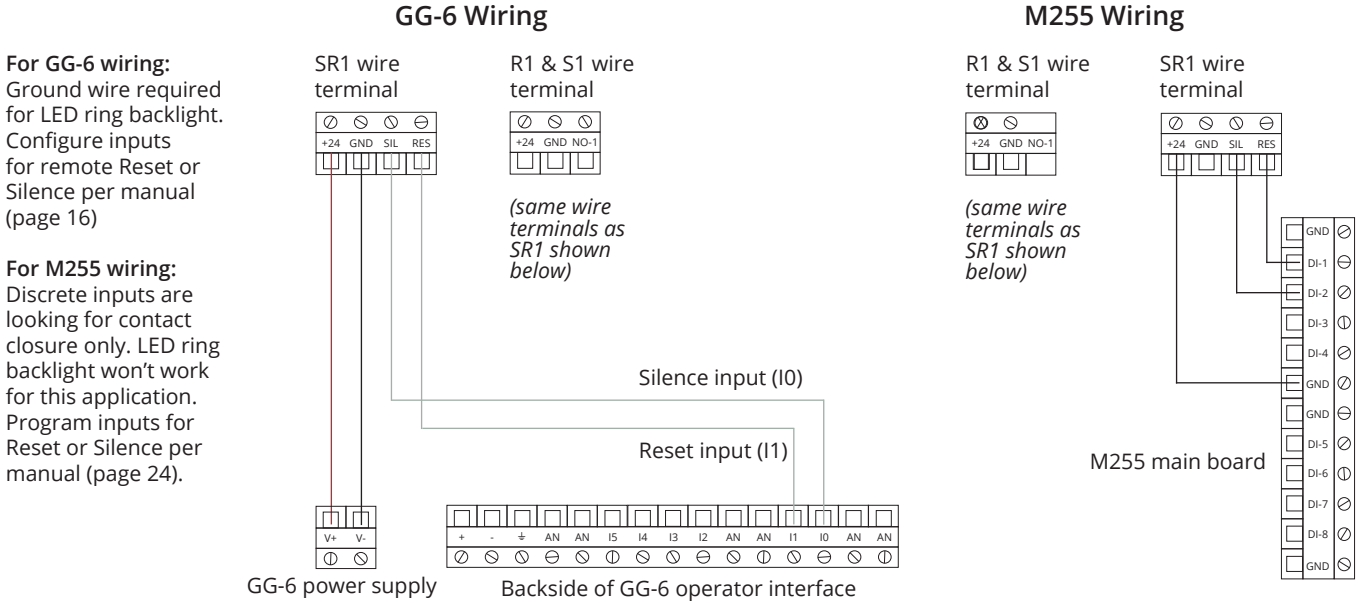 GG-6 Wiring
M255 Wiring
For GG-6 wiring:
Ground wire required
for LED ring backlight.
Configure inputs
for remote Reset or
Silence per manual
(page 16)
For M255 wiring:
Discrete inputs are
looking for contact
closure only. LED ring
backlight won’t work
for this application.
Program inputs for
Reset or Silence per
manual (page 24).
SR1 wire
terminal
+24 GND SIL RES
R1 & S1 wire
terminal
+24 GND NO-1
(same wire
terminals as
SR1 shown
below)
Silence input (I0)
Reset input (I1)
V+ V-
GG-6 power supply
+ - ⏚ AN AN I5 I4 I3 I2 AN AN I1 I0 AN AN
Backside of GG-6 operator interface
R1 & S1 wire
terminal
+24 GND NO-1
(same wire
terminals as
SR1 shown
below)
SR1 wire
terminal
+24 GND SIL RES
GND
DI-1
DI-2
DI-3
DI-4
GND
GND
DI-5
DI-6
DI-7
DI-8
GND
M255 main board